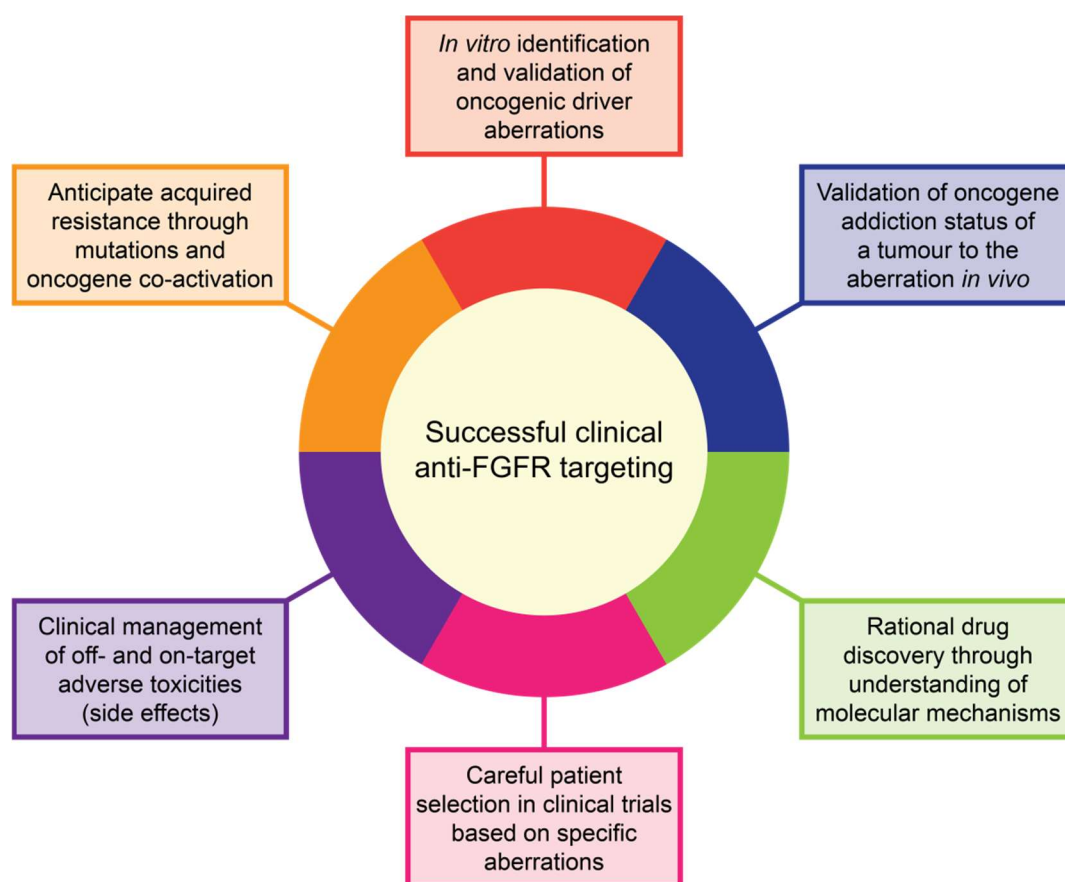 In vitro identification
and validation of
oncogenic driver
aberrations
Anticipate acquired
resistance through
mutations and
oncogene co-activation
Validation of oncogene
addiction status of
a tumour to the
aberration in vivo
Successful clinical
anti-FGFR targeting
Clinical management
of off- and on-target
adverse toxicities
(side effects)
Rational drug
discovery through
understanding of
molecular mechanisms
Careful patient
selection in clinical trials
based on specific
aberrations